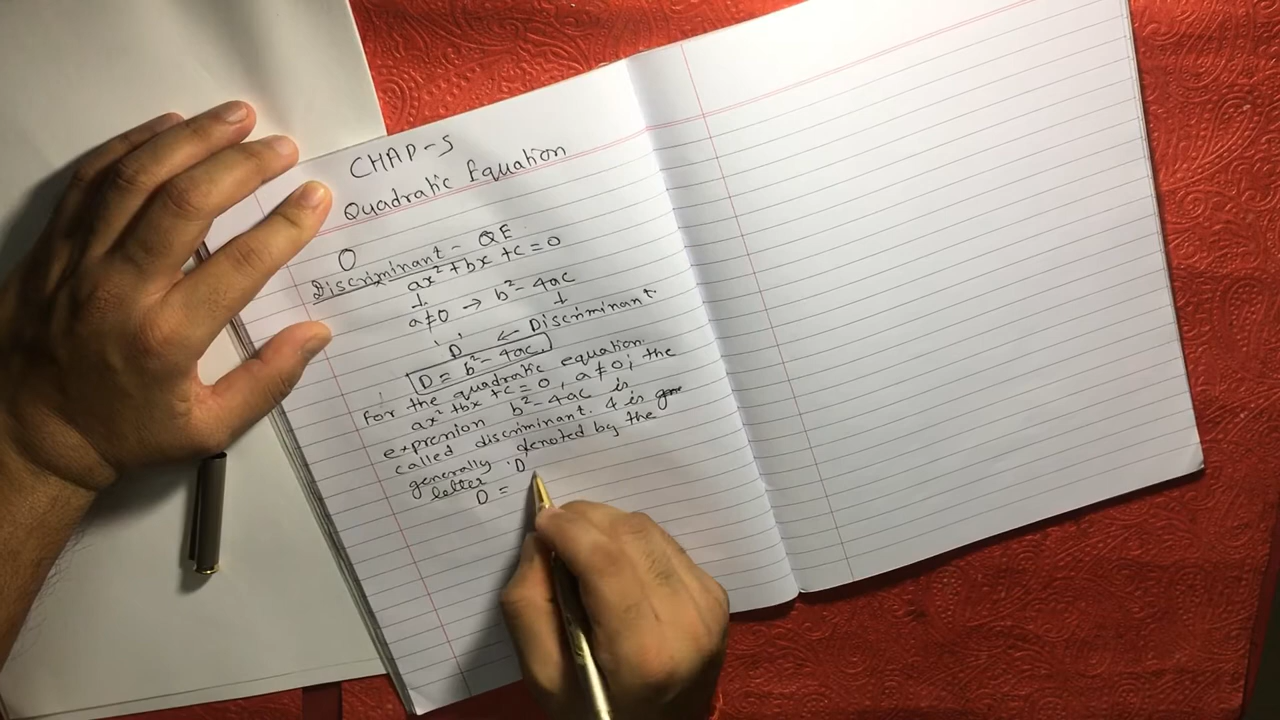 CHAP-5
Quadratic Equation
O
Discriminant - QE
ax² + bx + c = 0
a ≠ 0 → b² - 4ac
'D' ← Discriminant
D = b² - 4ac.
For the quadratic equation.
ax² + bx + c = 0, a ≠ 0; the
expression b² - 4ac is
called discriminant. & is
generally denoted by the
letter 'D
D =